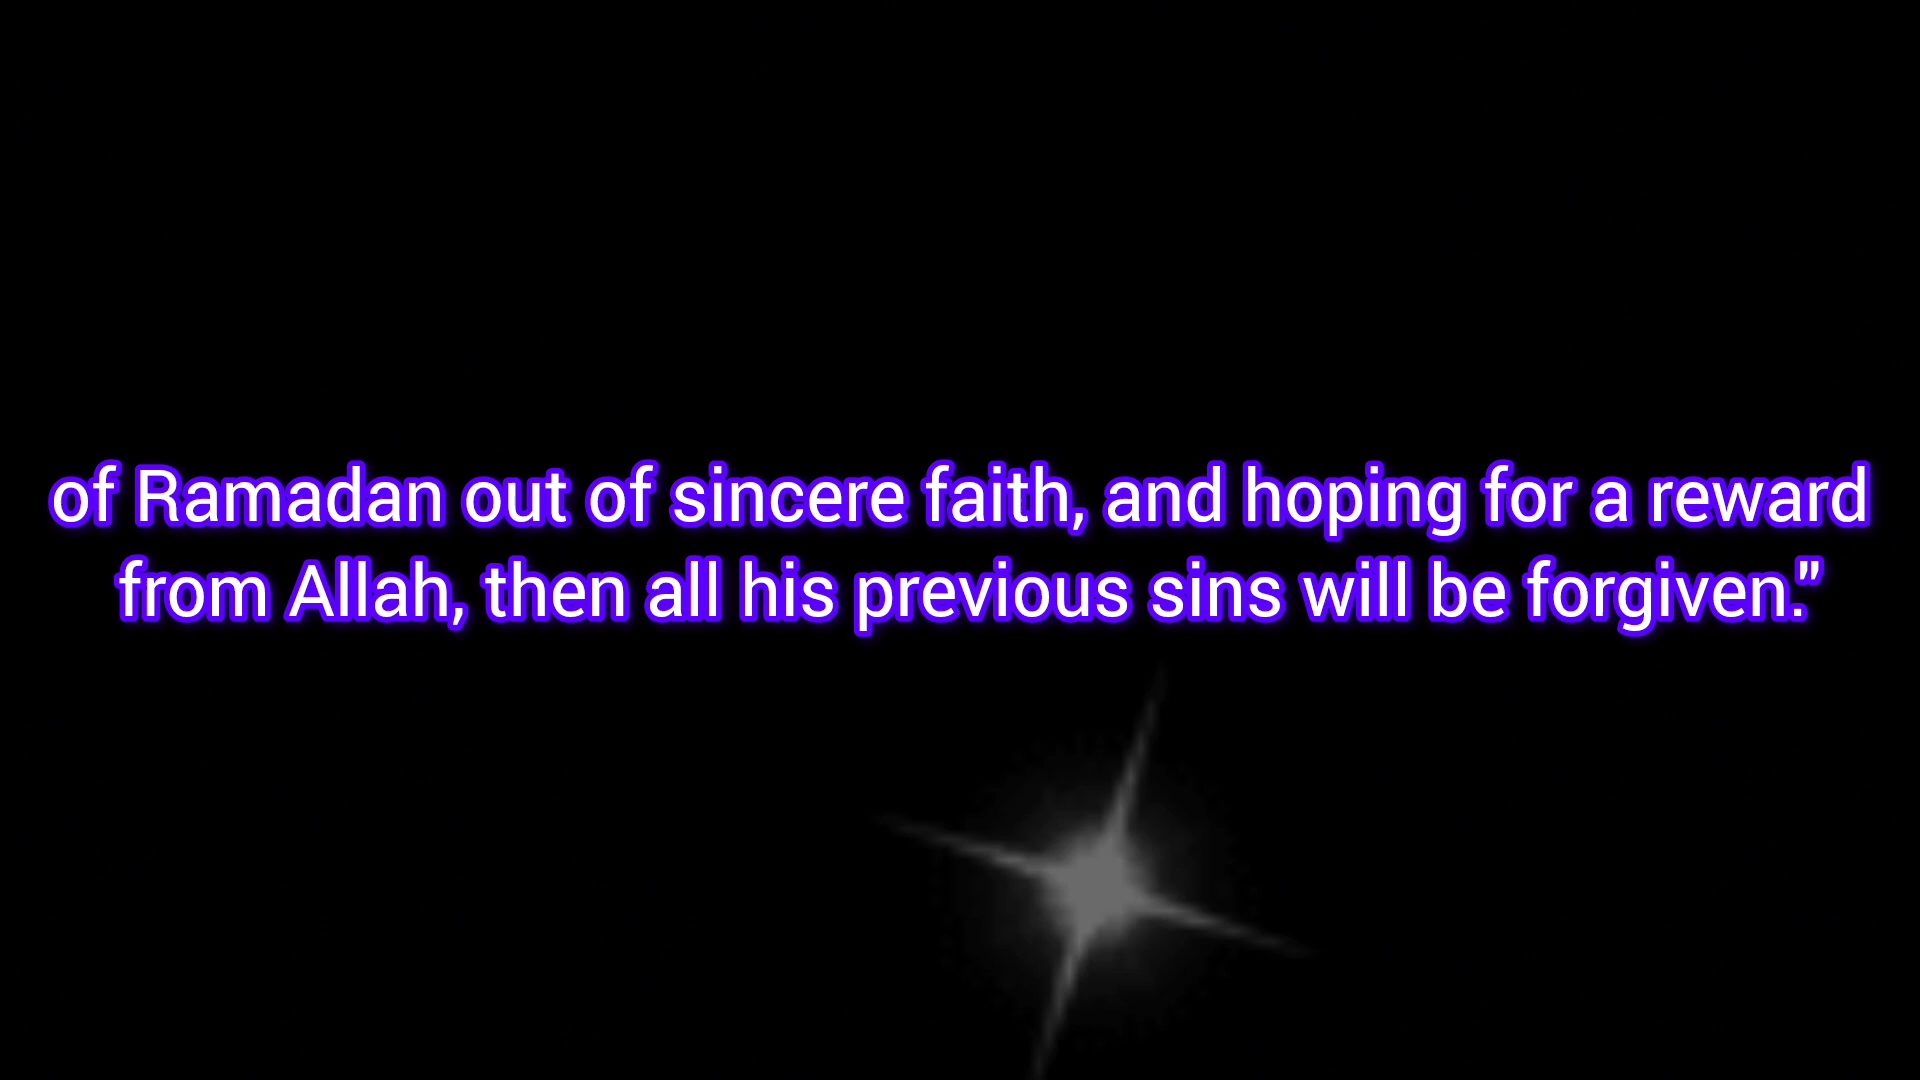 of Ramadan out of sincere faith, and hoping for a reward
from Allah, then all his previous sins will be forgiven."